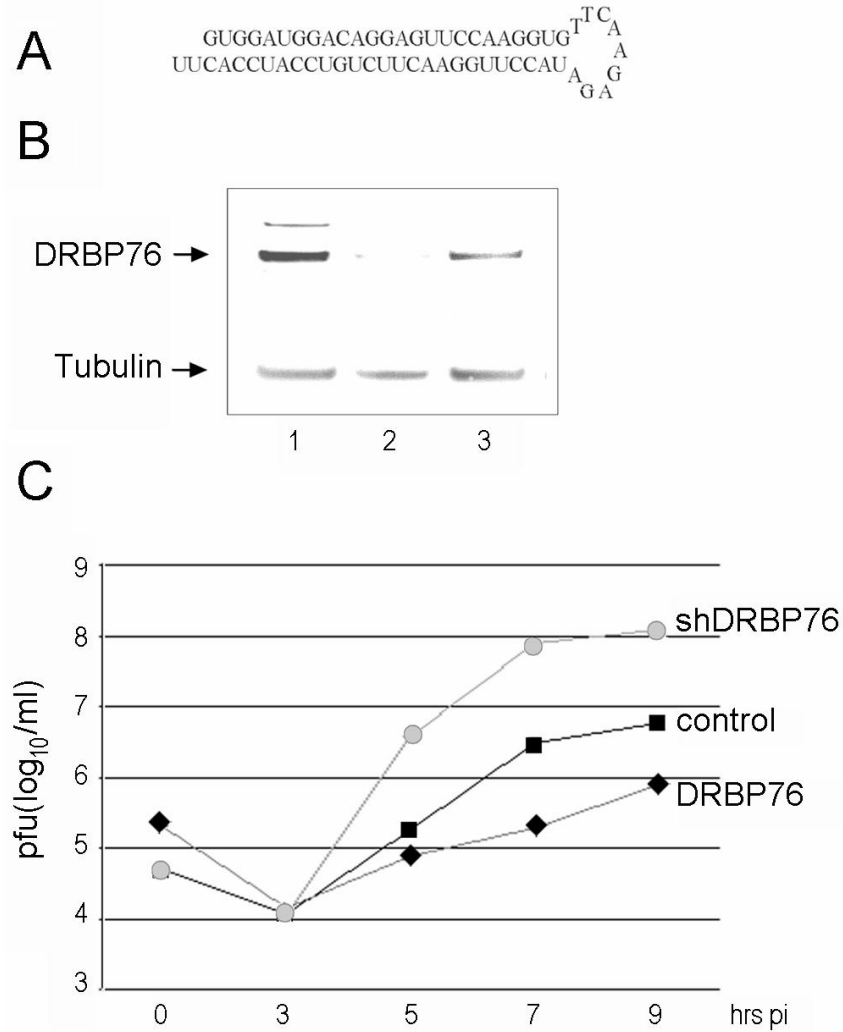 A
GUGGAUGGACAGGAGUUCCAAGGUG
TTCAAGAGA
UUCACCUACCUGUCUUCAAGGUUCCAU
B
DRBP76
Tubulin
1 2 3
C
9
8
7
6
5
4
3
pfu(log10/ml)
shDRBP76
control
DRBP76
0 3 5 7 9 hrs pi